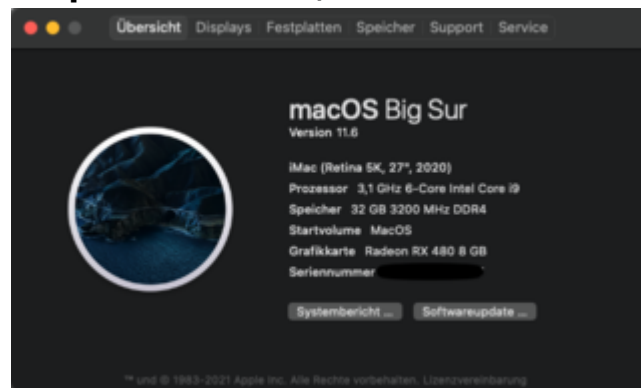 Übersicht Displays Festplatten Speicher Support Service
macOS Big Sur
Version 11.6
iMac (Retina 5K, 27", 2020)
Prozessor 3,1 GHz 6-Core Intel Core i9
Speicher 32 GB 3200 MHz DDR4
Startvolume MacOS
Grafikkarte Radeon RX 480 8 GB
Seriennummer
Systembericht ... Softwareupdate ...
™ und © 1983-2021 Apple Inc. Alle Rechte vorbehalten. Lizenzvereinbarung